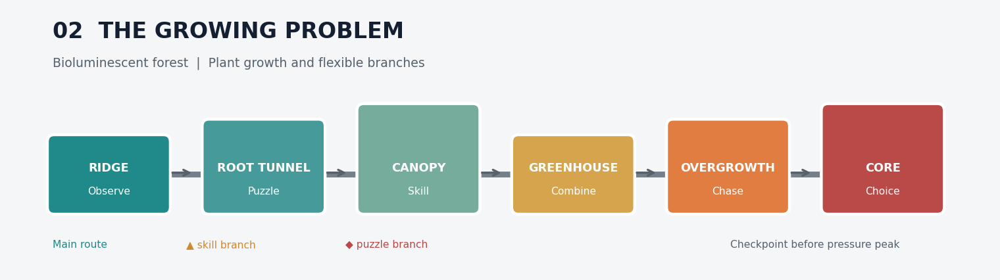 02 THE GROWING PROBLEM
Bioluminescent forest | Plant growth and flexible branches
RIDGE
Observe
ROOT TUNNEL
Puzzle
CANOPY
Skill
GREENHOUSE
Combine
OVERGROWTH
Chase
CORE
Choice
Main route
▲ skill branch
◆ puzzle branch
Checkpoint before pressure peak